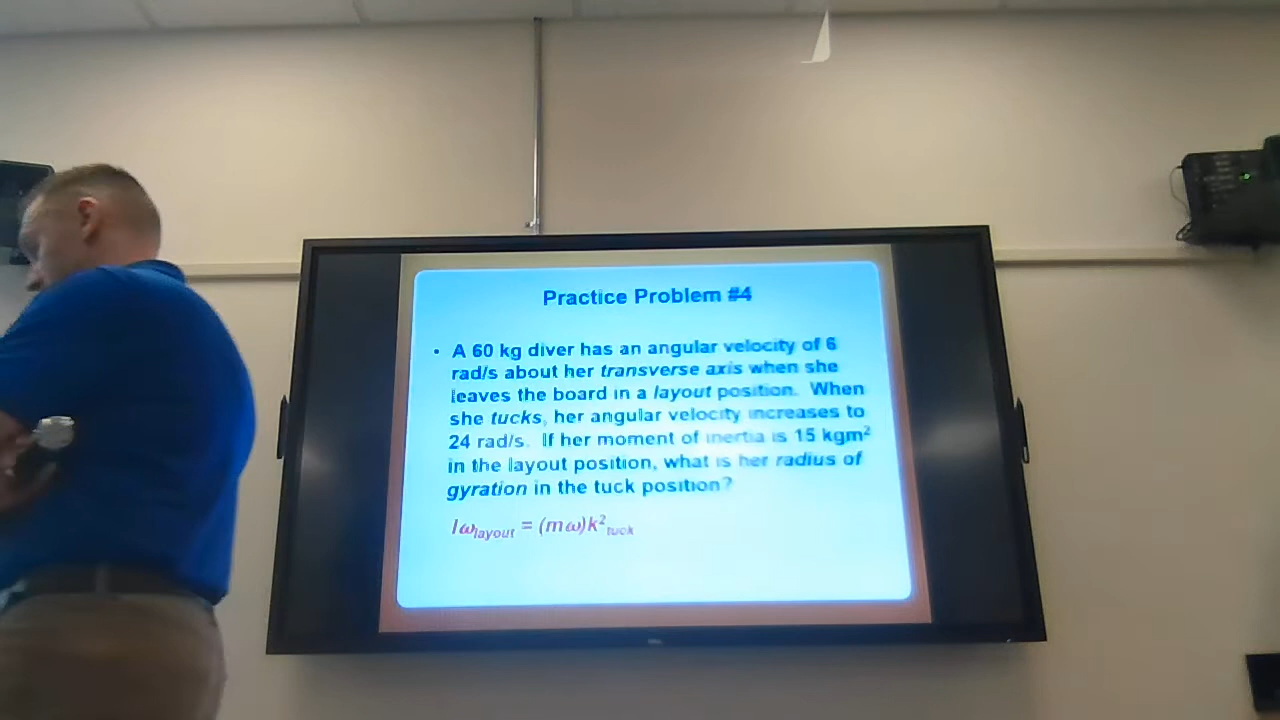 Practice Problem #4
• A 60 kg diver has an angular velocity of 6
rad/s about her transverse axis when she
leaves the board in a layout position. When
she tucks, her angular velocity increases to
24 rad/s. If her moment of inertia is 15 kgm²
in the layout position, what is her radius of
gyration in the tuck position?
Iω_layout = (mω)k²_tuck